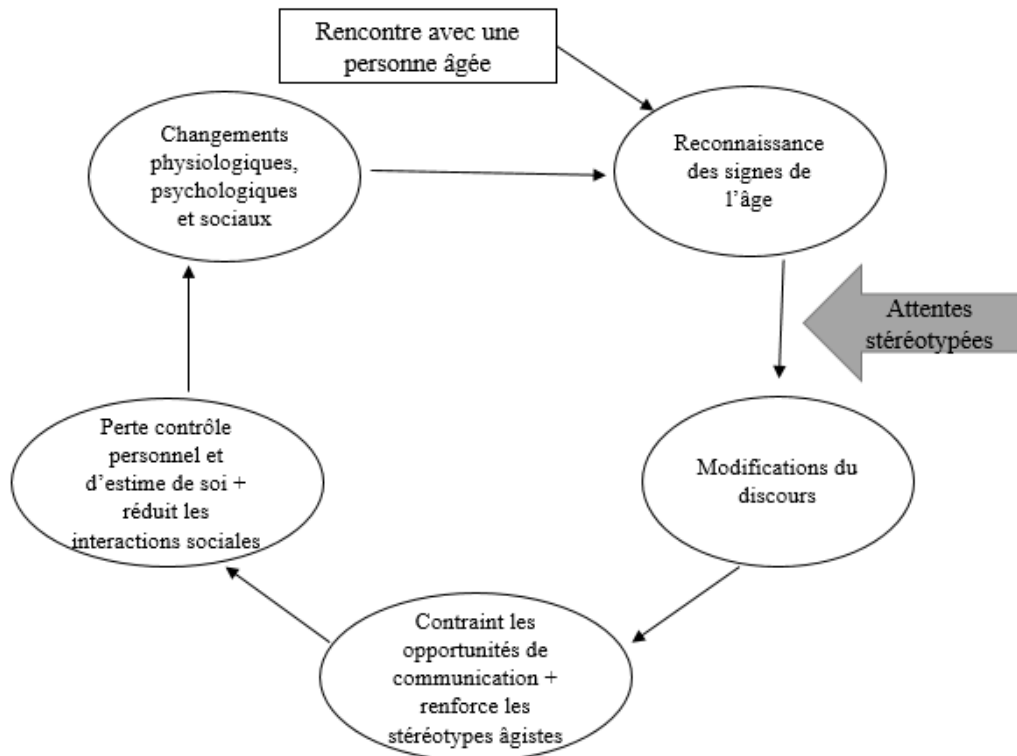 Rencontre avec une
personne âgée
Changements
physiologiques,
psychologiques
et sociaux
Reconnaissance
des signes de
l’âge
Attentes
stéréotypées
Perte contrôle
personnel et
d’estime de soi +
réduit les
interactions sociales
Modifications du
discours
Contraint les
opportunités de
communication +
renforce les
stéréotypes âgistes